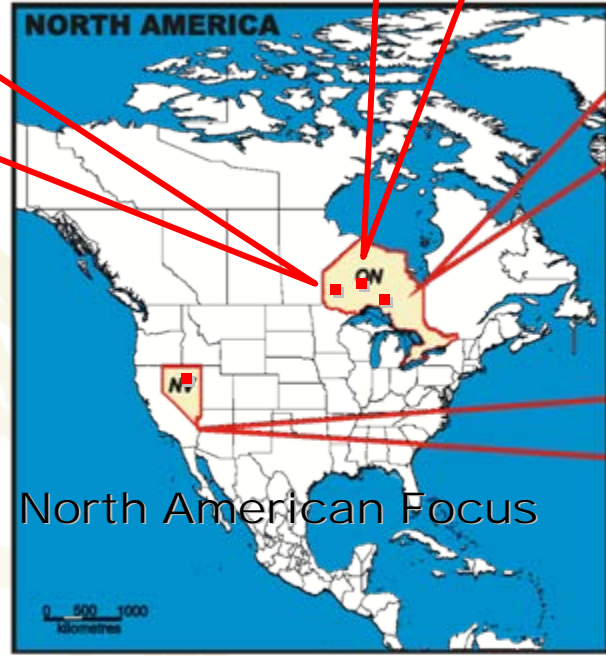 NORTH AMERICA
ON
NV
North American Focus
0 500 1000
kilometres